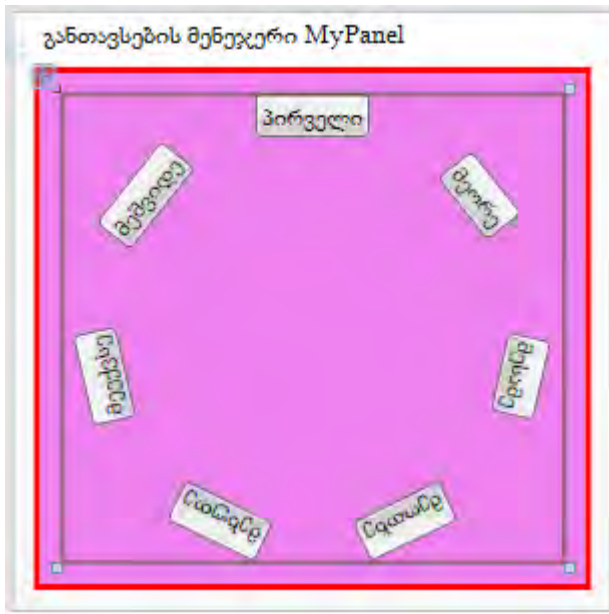 განთავსების მენეჯერი MyPanel
პირველი
მეორე
მესამე
მეოთხე
მეხუთე
მეექვსე
მეშვიდე